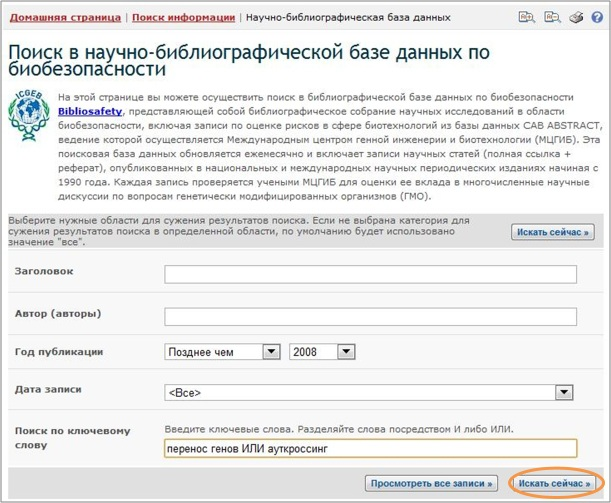 Домашняя страница | Поиск информации | Научно-библиографическая база данных
Поиск в научно-библиографической базе данных по
биобезопасности
ICGEB
На этой странице вы можете осуществить поиск в библиографической базе данных по биобезопасности
Bibliosafety, представляющей собой библиографическое собрание научных исследований в области
биобезопасности, включая записи по оценке рисков в сфере биотехнологий из базы данных CAB ABSTRACT,
ведение которой осуществляется Международным центром генной инженерии и биотехнологии (МЦГИБ). Эта
поисковая база данных обновляется ежемесячно и включает записи научных статей (полная ссылка +
реферат), опубликованных в национальных и международных научных периодических изданиях начиная с
1990 года. Каждая запись проверяется учеными МЦГИБ для оценки ее вклада в многочисленные научные
дискуссии по вопросам генетически модифицированных организмов (ГМО).
Выберите нужные области для сужения результатов поиска. Если не выбрана категория для
сужения результатов поиска в определенной области, по умолчанию будет использовано
значение "все".
Искать сейчас »
Заголовок
Автор (авторы)
Год публикации Позднее чем 2008
Дата записи <Все>
Поиск по ключевому
слову
Введите ключевые слова. Разделяйте слова посредством И либо ИЛИ.
перенос генов ИЛИ ауткроссинг
Просмотреть все записи » Искать сейчас »